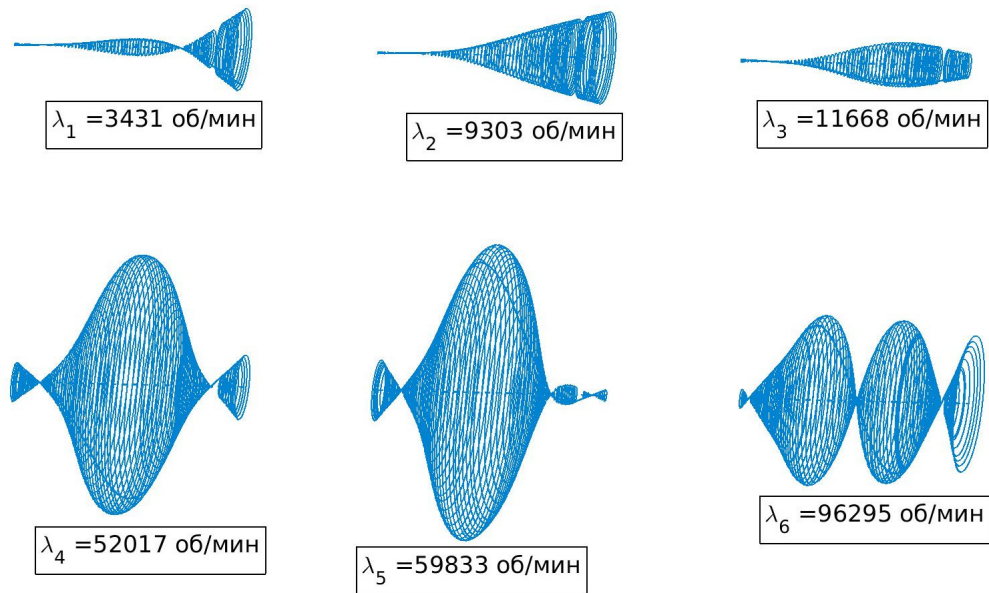 λ₁ =3431 об/мин
λ₂ =9303 об/мин
λ₃ =11668 об/мин
λ₄ =52017 об/мин
λ₅ =59833 об/мин
λ₆ =96295 об/мин